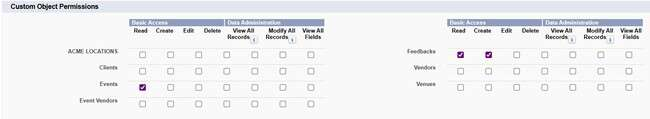 Custom Object Permissions
Basic Access Data Administration
Read Create Edit Delete View All Records Modify All Records View All Fields
ACME LOCATIONS
Clients
Events
Event Vendors
Basic Access Data Administration
Read Create Edit Delete View All Records Modify All Records View All Fields
Feedbacks
Vendors
Venues